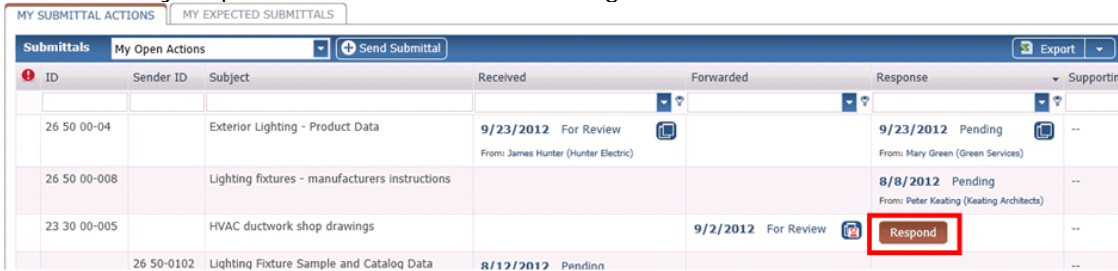 MY SUBMITTAL ACTIONS MY EXPECTED SUBMITTALS
Submittals My Open Actions Send Submittal Export
ID Sender ID Subject Received Forwarded Response
26 50 00-04 Exterior Lighting - Product Data 9/23/2012 For Review 9/23/2012 Pending --
From: James Hunter (Hunter Electric) From: Mary Green (Green Services)
26 50 00-008 Lighting fixtures - manufacturers instructions 8/8/2012 Pending --
From: Peter Keating (Keating Architects)
23 30 00-005 HVAC ductwork shop drawings 9/2/2012 For Review Respond --
26 50-0102 Lighting Fixture Sample and Catalog Data 8/12/2012 Pending --